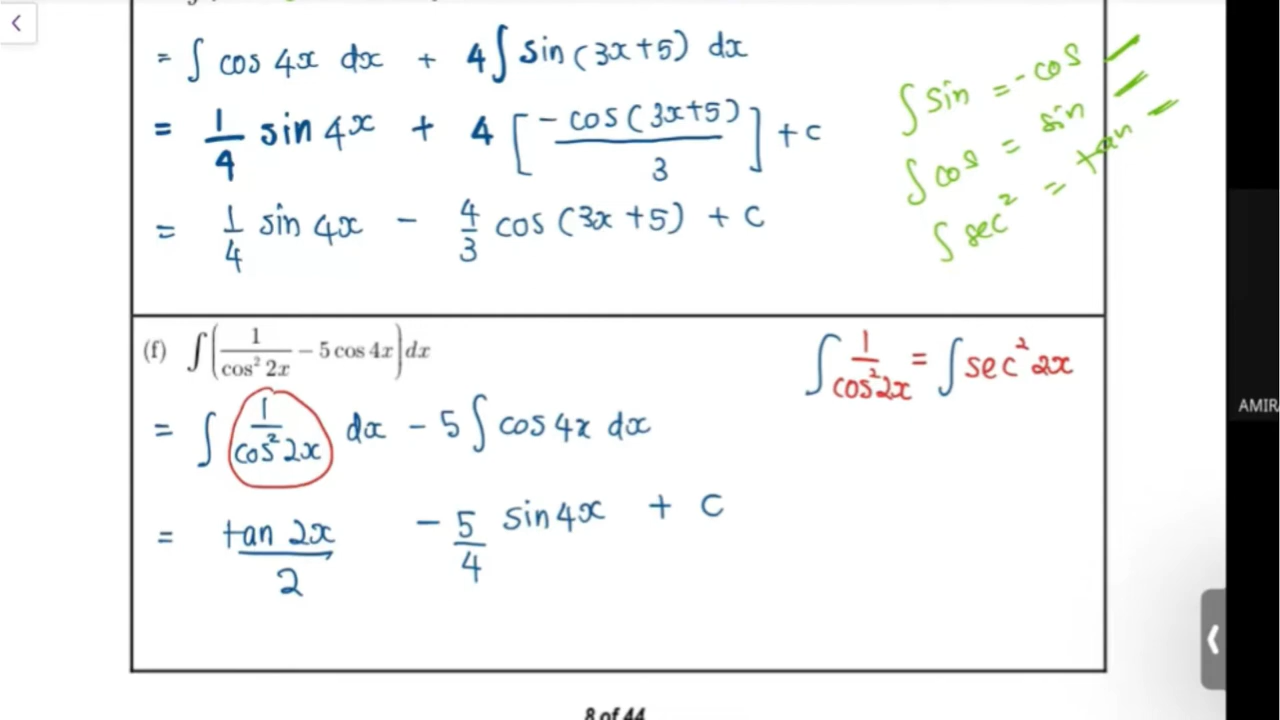 = ∫ cos 4x dx + 4∫ sin(3x+5) dx
= 1/4 sin 4x + 4 [ -cos(3x+5) / 3 ] + c
= 1/4 sin 4x - 4/3 cos(3x+5) + c
∫ sin = -cos
∫ cos = sin
∫ sec² = tan
(f) ∫(1/cos² 2x - 5 cos 4x)dx
∫ 1/cos² 2x = ∫ sec² 2x
= ∫ 1/cos² 2x dx - 5 ∫ cos 4x dx
= tan 2x / 2 - 5/4 sin 4x + c
AMIR
8 of 44